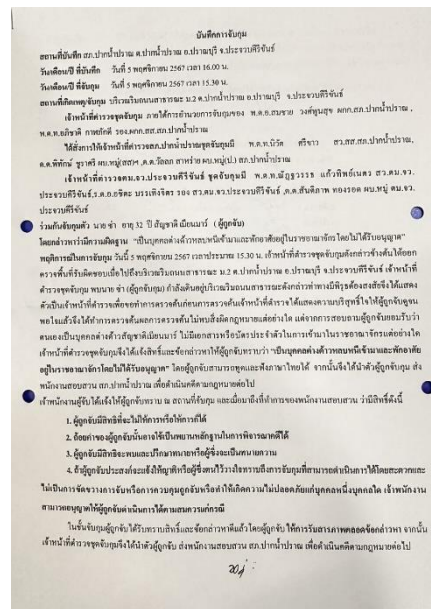 บันทึกการจับกุม
สถานที่บันทึก สภ.ปากน้ำปราณ ต.ปากน้ำปราณ อ.ปราณบุรี จ.ประจวบคีรีขันธ์
วัน/เดือน/ปี ที่บันทึก วันที่ 5 พฤศจิกายน 2567 เวลา 16.00 น.
วัน/เดือน/ปี ที่จับกุม วันที่ 5 พฤศจิกายน 2567 เวลา 15.30 น.
สถานที่เกิดเหตุ/จับกุม บริเวณริมถนนสาธารณะ ม.2 ต.ปากน้ำปราณ อ.ปราณบุรี จ.ประจวบคีรีขันธ์
เจ้าหน้าที่ตำรวจชุดจับกุม ภายใต้การอำนวยการจับกุมของ พ.ต.อ.สมชาย วงศ์พูนสุข ผกก.สภ.ปากน้ำปราณ ,
พ.ต.ท.อภิชาติ กาฬภักดี รอง.ผกก.สส.สภ.ปากน้ำปราณ
ได้สั่งการให้เจ้าหน้าที่ตำรวจ สภ.ปากน้ำปราณชุดจับกุมมี พ.ต.ท.นิวัต ศรีขาว สว.สส.สภ.ปากน้ำปราณ,
ด.ต.พิทักษ์ ชูราศรี ผบ.หมู่(สส)ฯ ,ด.ต.วัลลภ สาหร่าย ผบ.หมู่(ป.) สภ.ปากน้ำปราณ
เจ้าหน้าที่ตำรวจตม.จว.ประจวบคีรีขันธ์ ชุดจับกุมมี พ.ต.ท.ณัฏฐวรรธ แก้วทิพย์เนตร สว.ตม.จว.
ประจวบคีรีขันธ์,ร.ต.อ.อชิตะ บรรเทิงจิตร รอง สว.ตม.จว.ประจวบคีรีขันธ์ ,ด.ต.สันติภาพ ทองรอด ผบ.หมู่ ตม.จว.
ประจวบคีรีขันธ์
ร่วมกันจับกุมตัว นาย ซ่า อายุ 32 ปี สัญชาติ เมียนมาร์ ( ผู้ถูกจับ)
โดยกล่าวหาว่ามีความผิดฐาน "เป็นบุคคลต่างด้าวหลบหนีเข้ามาและพักอาศัยอยู่ในราชอาณาจักรโดยไม่ได้รับอนุญาต"
พฤติการณ์ในการจับกุม วันที่ 5 พฤศจิกายน 2567 เวลาประมาณ 15.30 น. เจ้าหน้าที่ตำรวจชุดจับกุมดังกล่าวข้างต้นได้ออก
ตรวจพื้นที่รับผิดชอบเมื่อไปถึงบริเวณริมถนนสาธารณะ ม.2 ต.ปากน้ำปราณ อ.ปราณบุรี จ.ประจวบคีรีขันธ์ เจ้าหน้าที่
ตำรวจชุดจับกุม พบนาย ซ่า (ผู้ถูกจับกุม) กำลังเดินอยู่บริเวณริมถนนสาธารณะดังกล่าวท่าทางมีพิรุธต้องสงสัยจึงได้แสดง
ตัวเป็นเจ้าหน้าที่ตำรวจเพื่อขอทำการตรวจค้นก่อนการตรวจค้นเจ้าหน้าที่ตำรวจได้แสดงความบริสุทธิ์ใจให้ผู้ถูกจับดูจน
พอใจแล้วจึงได้ทำการตรวจค้นผลการตรวจค้นไม่พบสิ่งผิดกฎหมายแต่อย่างใด แต่จากการสอบถามผู้ถูกจับยอมรับว่า
ตนเองเป็นบุคคลต่างด้าวสัญชาติเมียนมาร์ ไม่มีเอกสารหรือบัตรประจำตัวในการเข้ามาในราชอาณาจักรแต่อย่างใด
เจ้าหน้าที่ตำรวจชุดจับกุมจึงได้แจ้งสิทธิ์และข้อกล่าวหาให้ผู้ถูกจับทราบว่า "เป็นบุคคลต่างด้าวหลบหนีเข้ามาและพักอาศัย
อยู่ในราชอาณาจักรโดยไม่ได้รับอนุญาต" โดยผู้ถูกจับสามารถพูดและฟังภาษาไทยได้ จากนั้นจึงได้นำตัวผู้ถูกจับกุม ส่ง
พนักงานสอบสวน สภ.ปากน้ำปราณ เพื่อดำเนินคดีตามกฎหมายต่อไป
เจ้าพนักงานผู้จับได้แจ้งให้ผู้ถูกจับทราบ ณ สถานที่จับกุม และเมื่อมาถึงที่ทำการของพนักงานสอบสวน ว่ามีสิทธิ์ดังนี้
1. ผู้ถูกจับมีสิทธิที่จะไม่ให้การหรือให้การก็ได้
2. ถ้อยคำของผู้ถูกจับนั้นอาจใช้เป็นพยานหลักฐานในการพิจารณาคดีได้
3. ผู้ถูกจับมีสิทธิจะพบและปรึกษาทนายหรือผู้ซึ่งจะเป็นทนายความ
4. ถ้าผู้ถูกจับประสงค์จะแจ้งให้ญาติหรือผู้ซึ่งตนไว้วางใจทราบถึงการจับกุมที่สามารถดำเนินการได้โดยสะดวกและ
ไม่เป็นการขัดขวางการจับหรือการควบคุมถูกจับหรือทำให้เกิดความไม่ปลอดภัยแก่บุคคลหนึ่งบุคคลใด เจ้าพนักงาน
สามารถอนุญาตให้ผู้ถูกจับดำเนินการได้ตามสมควรแก่กรณี
ในชั้นจับกุมผู้ถูกจับ ได้รับทราบสิทธิ์และข้อกล่าวหาดีแล้วโดยผู้ถูกจับ ให้การรับสารภาพตลอดข้อกล่าวหา จากนั้น
เจ้าหน้าที่ตำรวจชุดจับกุมจึงได้นำตัวผู้ถูกจับ ส่งพนักงานสอบสวน สภ.ปากน้ำปราณ เพื่อดำเนินคดีตามกฎหมายต่อไป